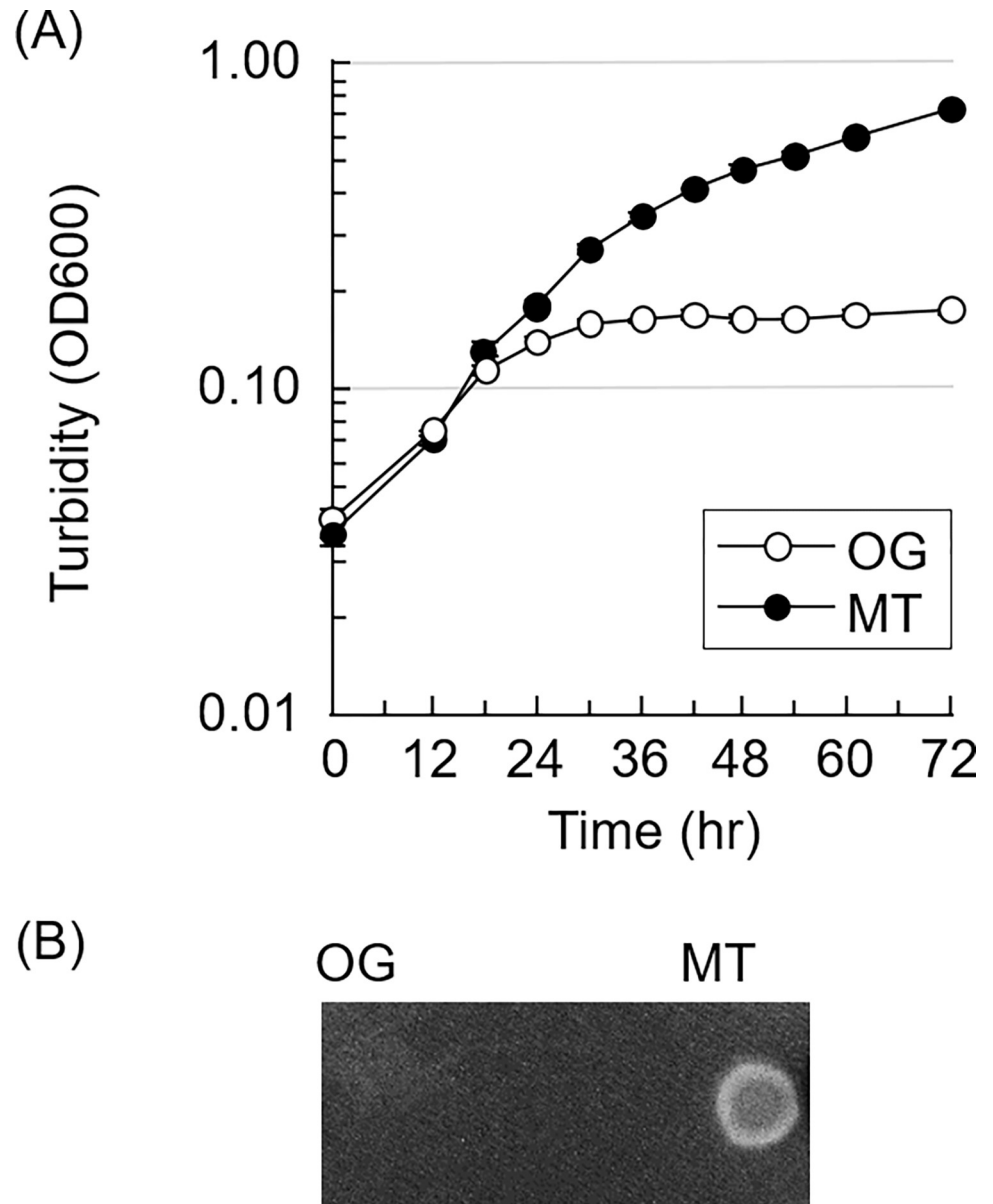 (A)
1.00
0.10
0.01
Turbidity (OD600)
OG
MT
0 12 24 36 48 60 72
Time (hr)
(B)
OG MT